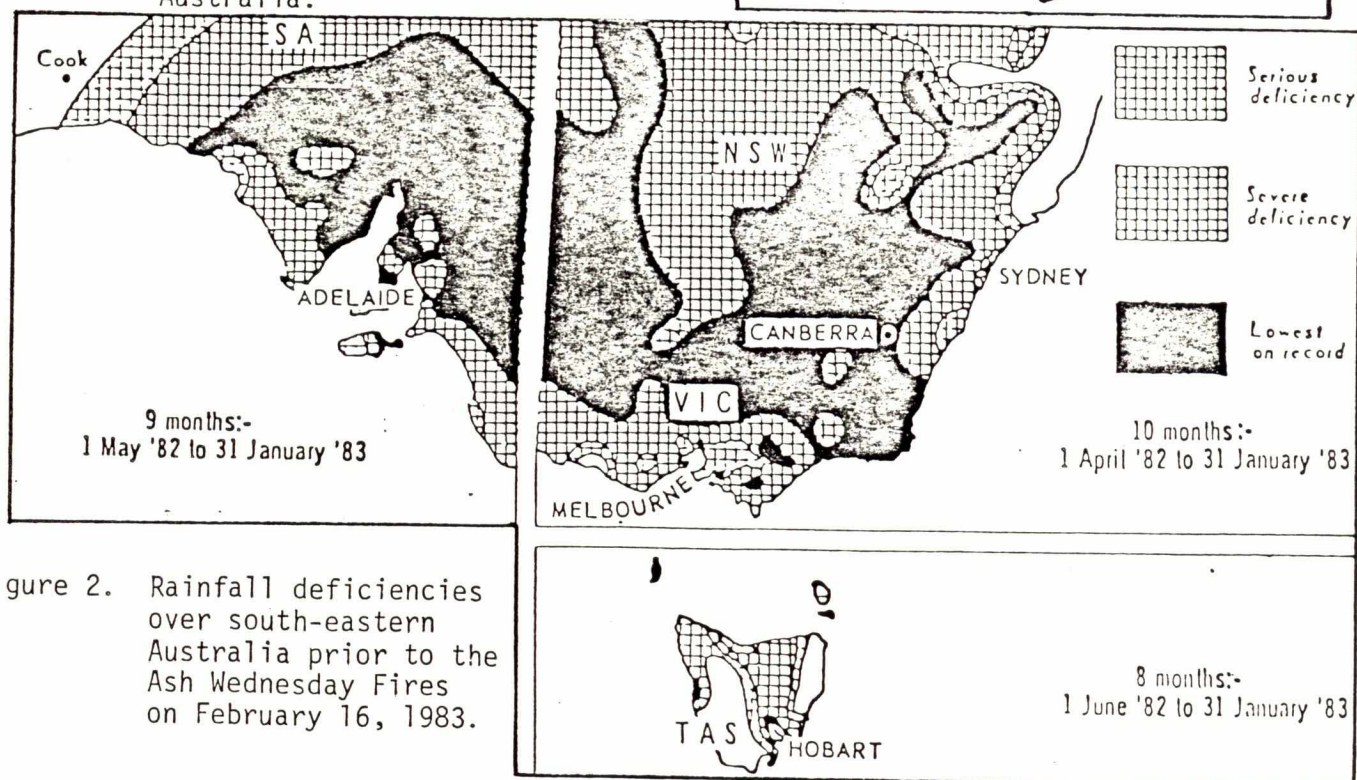 Australia.
SA
Cook
NSW
Serious
deficiency
Severe
deficiency
SYDNEY
ADELAIDE
CANBERRA
Lowest
on record
VIC
9 months:-
1 May '82 to 31 January '83
10 months:-
1 April '82 to 31 January '83
MELBOURNE
gure 2. Rainfall deficiencies
over south-eastern
Australia prior to the
Ash Wednesday Fires
on February 16, 1983.
8 months:-
1 June '82 to 31 January '83
TAS
HOBART